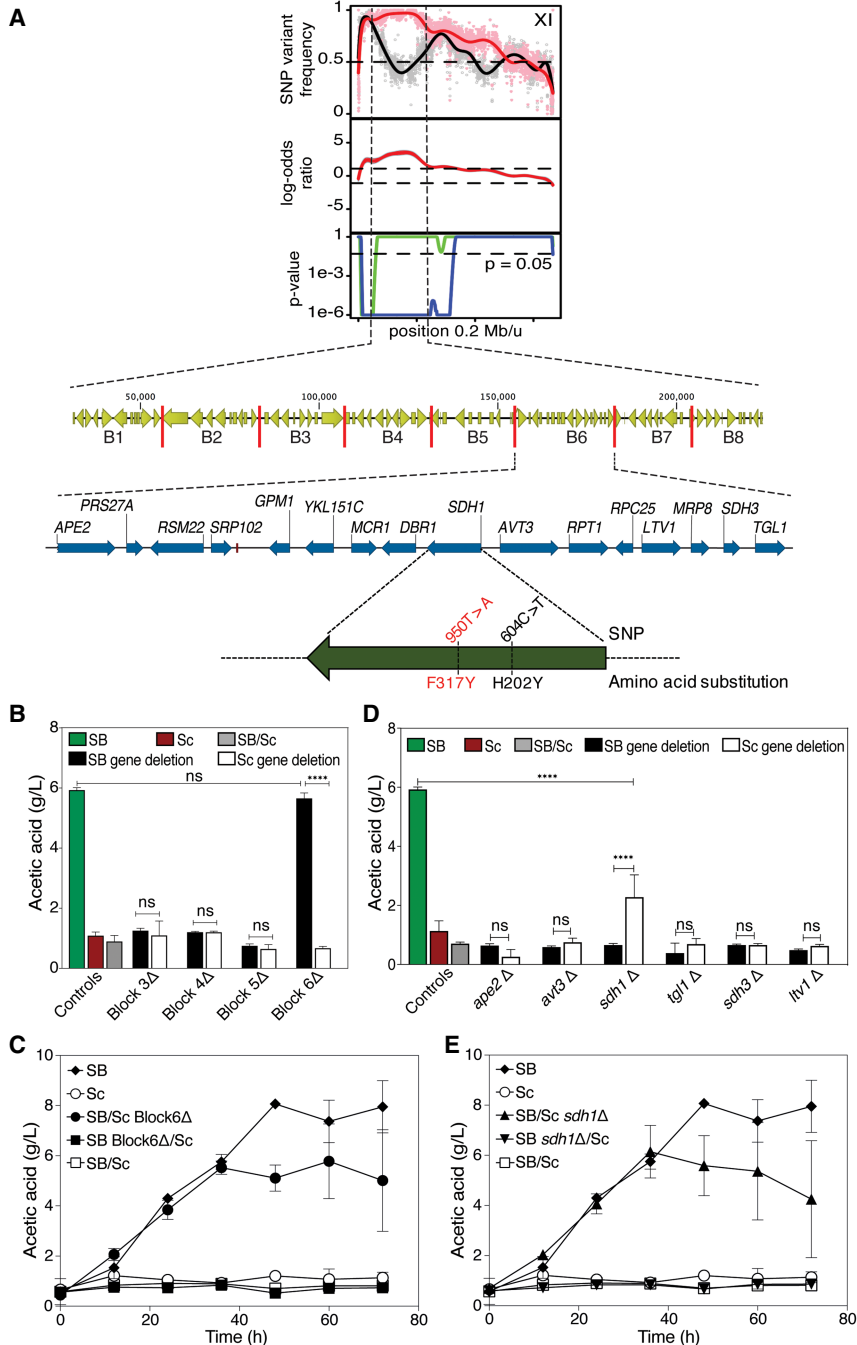 A
XI
SNP variant
frequency
1
0.5
0
log-odds
ratio
5
0
-5
p-value
1
1e-3
1e-6
p = 0.05
position 0.2 Mb/u
50,000 100,000 150,000 200,000
B1 B2 B3 B4 B5 B6 B7 B8
PRS27A GPM1 YKL151C SDH1 RPC25 MRP8 SDH3
APE2 RSM22 SRP102 MCR1 DBR1 AVT3 RPT1 LTV1 TGL1
950T>A 604C>T SNP
F317Y H202Y Amino acid substitution
B
Acetic acid (g/L)
8
6
4
2
0
SB Sc SB/Sc
SB gene deletion Sc gene deletion
ns ****
ns ns ns
Controls Block 3Δ Block 4Δ Block 5Δ Block 6Δ
D
Acetic acid (g/L)
8
6
4
2
0
SB Sc SB/Sc SB gene deletion Sc gene deletion
****
****
ns ns ns ns ns
Controls ape2 Δ avt3 Δ sdh1 Δ tgl1 Δ sdh3 Δ ltv1 Δ
C
Acetic acid (g/L)
10
8
6
4
2
0
SB
Sc
SB/Sc Block6Δ
SB Block6Δ/Sc
SB/Sc
0 20 40 60 80
Time (h)
E
Acetic acid (g/L)
10
8
6
4
2
0
SB
Sc
SB/Sc sdh1Δ
SB sdh1Δ/Sc
SB/Sc
0 20 40 60 80
Time (h)